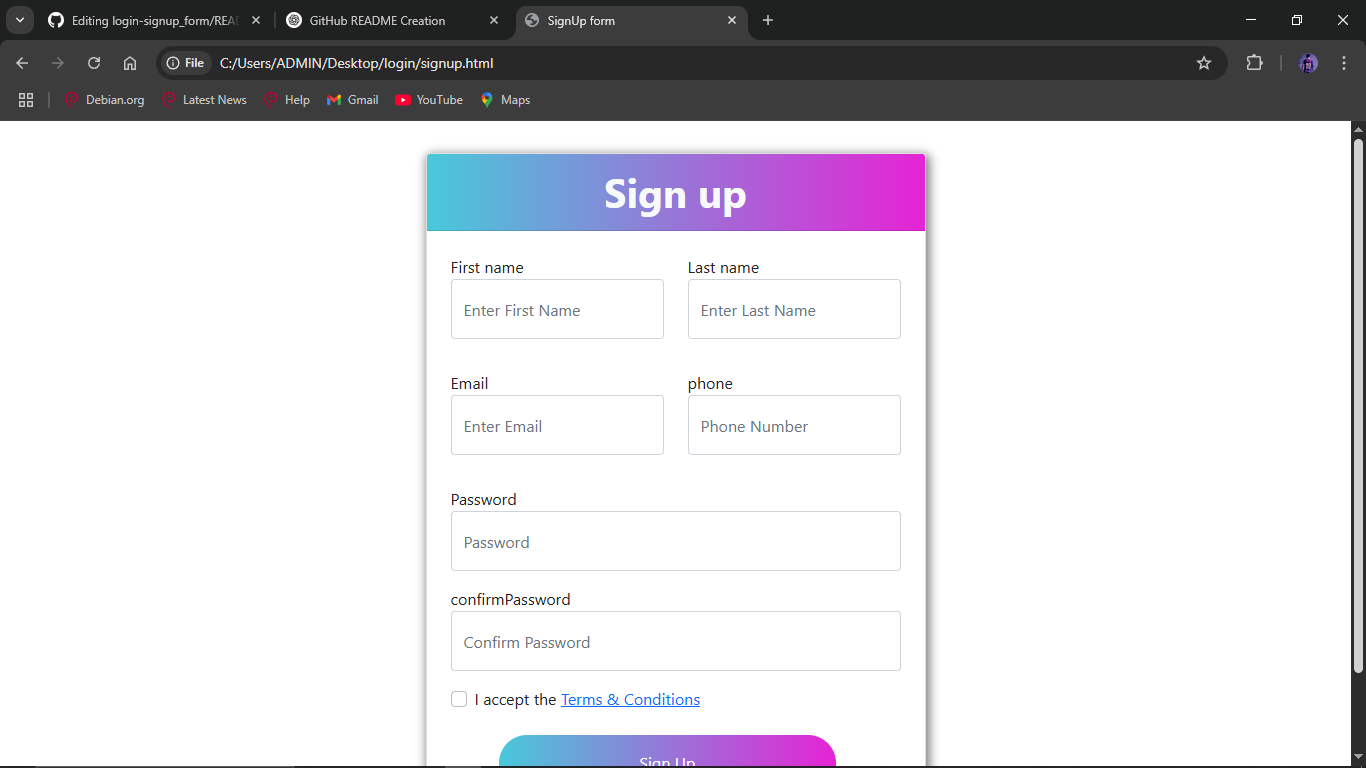 Editing login-signup_form/REA
GitHub README Creation
SignUp form
File C:/Users/ADMIN/Desktop/login/signup.html
Debian.org Latest News Help Gmail YouTube Maps
Sign up
First name Last name
Enter First Name Enter Last Name
Email phone
Enter Email Phone Number
Password
Password
confirmPassword
Confirm Password
I accept the Terms & Conditions
Sign Up